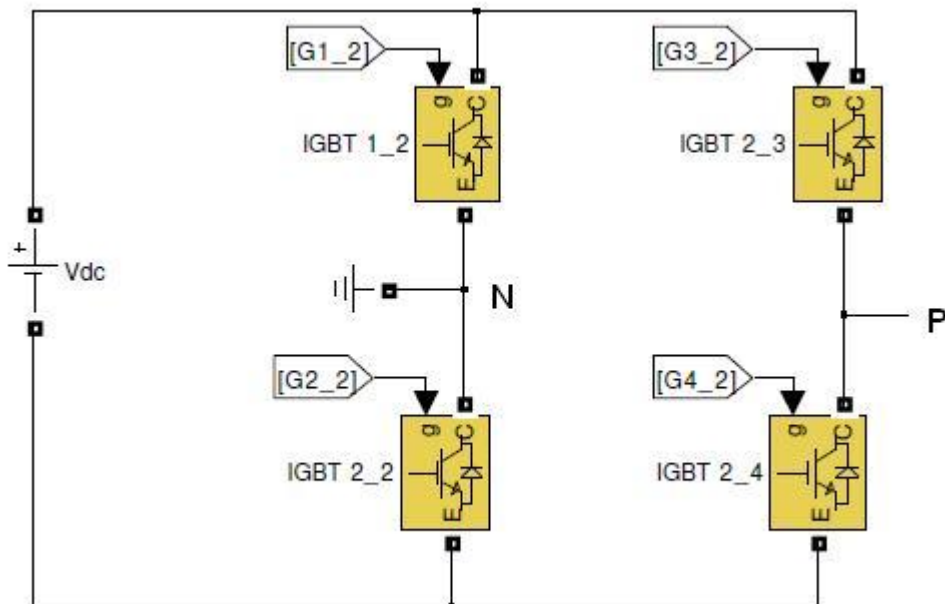 [G1_2]
[G3_2]
g
C
g
C
IGBT 1_2
IGBT 2_3
E
E
+
Vdc
N
P
[G2_2]
[G4_2]
g
C
g
C
IGBT 2_2
IGBT 2_4
E
E